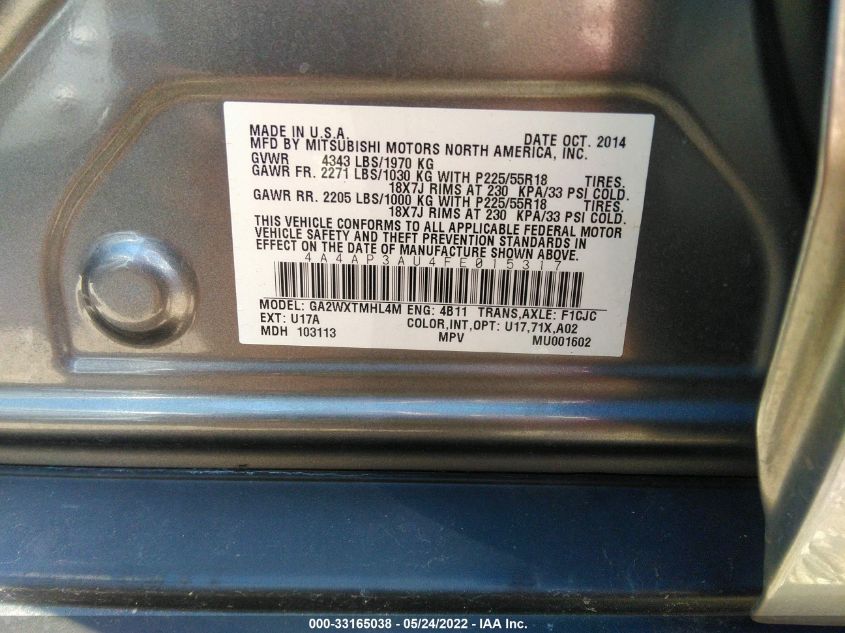 MADE IN U.S.A. DATE OCT. 2014
MFD BY MITSUBISHI MOTORS NORTH AMERICA, INC.
GVWR 4343 LBS/1970 KG
GAWR FR. 2271 LBS/1030 KG WITH P225/55R18 TIRES.
18X7J RIMS AT 230 KPA/33 PSI COLD.
GAWR RR. 2205 LBS/1000 KG WITH P225/55R18 TIRES.
18X7J RIMS AT 230 KPA/33 PSI COLD.
THIS VEHICLE CONFORMS TO ALL APPLICABLE FEDERAL MOTOR
VEHICLE SAFETY AND THEFT PREVENTION STANDARDS IN
EFFECT ON THE DATE OF MANUFACTURE SHOWN ABOVE.
4A4AP3AU4FE015317
MODEL: GA2WXTMHL4M ENG: 4B11 TRANS,AXLE: F1CJC
EXT: U17A COLOR,INT,OPT: U17,71X,A02
MDH 103113 MPV MU001602
000-33165038 - 05/24/2022 - IAA Inc.